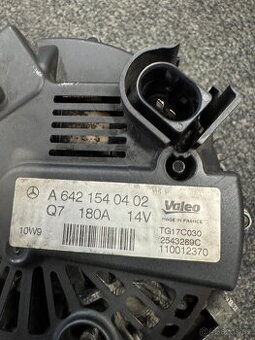 A 642 154 04 02
Q7 180A 14V
10W9
Valeo
MADE IN FRANCE
TG17C030
2543289C
110012370